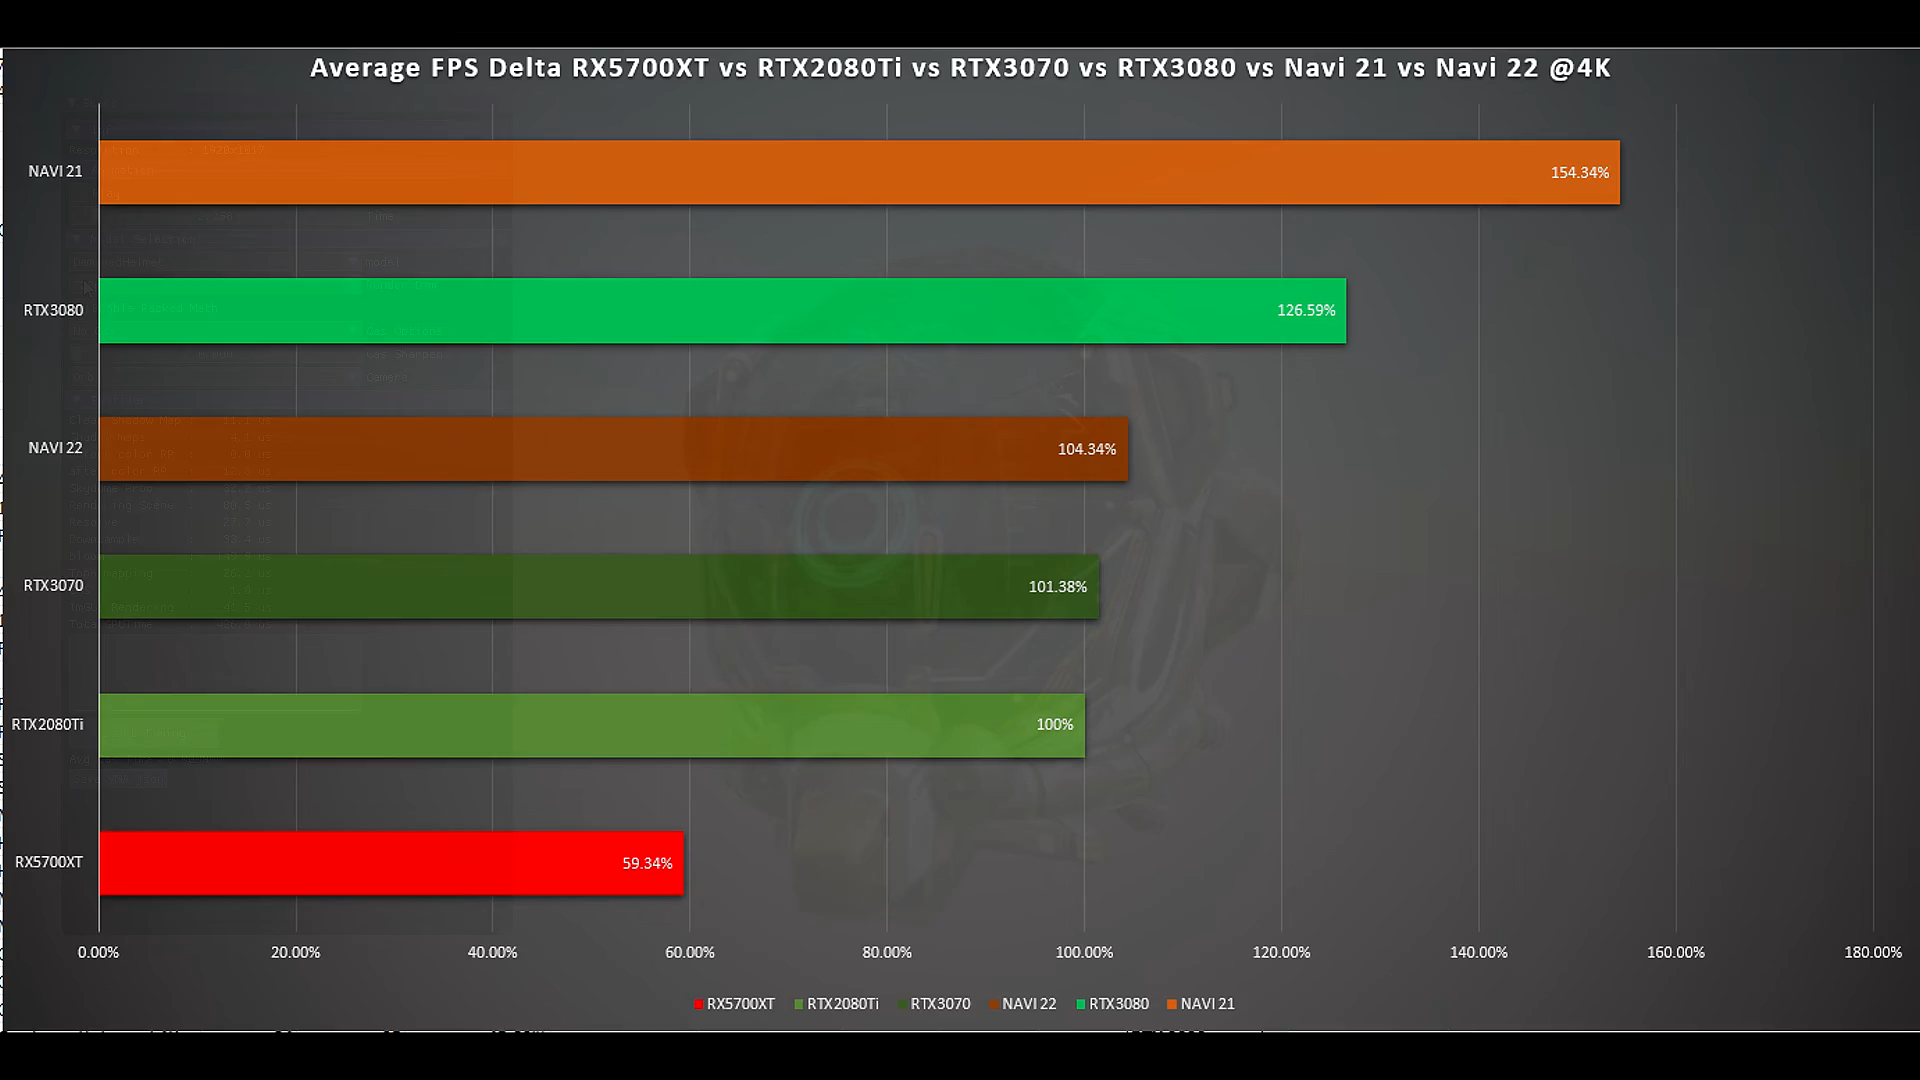 Average FPS Delta RX5700XT vs RTX2080Ti vs RTX3070 vs RTX3080 vs Navi 21 vs Navi 22 @4K
NAVI 21
154.34%
RTX3080
126.59%
NAVI 22
104.34%
RTX3070
101.38%
RTX2080Ti
100%
RX5700XT
59.34%
0.00% 20.00% 40.00% 60.00% 80.00% 100.00% 120.00% 140.00% 160.00% 180.00%
RX5700XT RTX2080Ti RTX3070 NAVI 22 RTX3080 NAVI 21